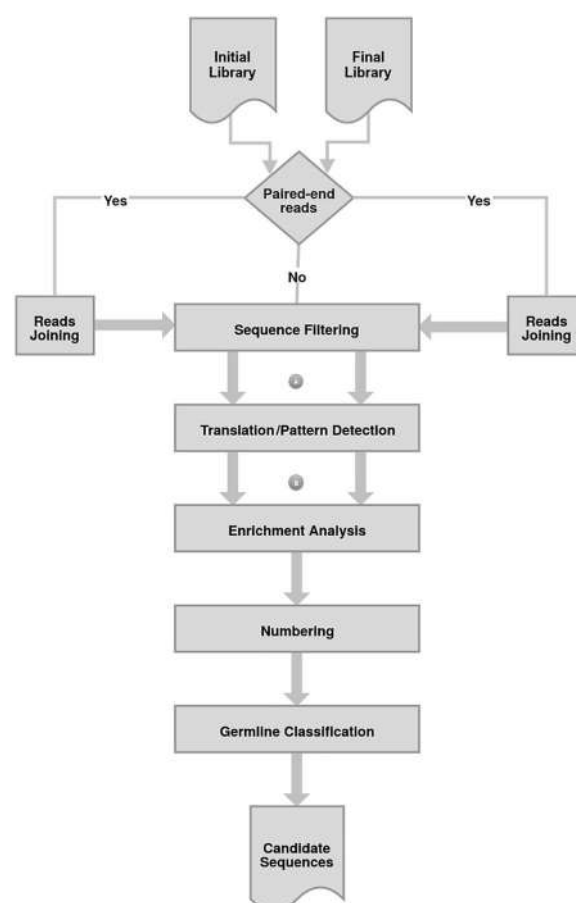 Initial
Library
Final
Library
Paired-end
reads
Yes
Yes
No
Reads
Joining
Sequence Filtering
Reads
Joining
A
Translation/Pattern Detection
B
Enrichment Analysis
Numbering
Germline Classification
Candidate
Sequences